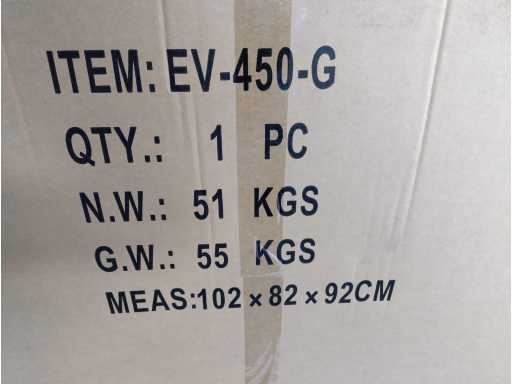 ITEM: EV-450-G
QTY.: 1 PC
N.W.: 51 KGS
G.W.: 55 KGS
MEAS:102×82×92CM